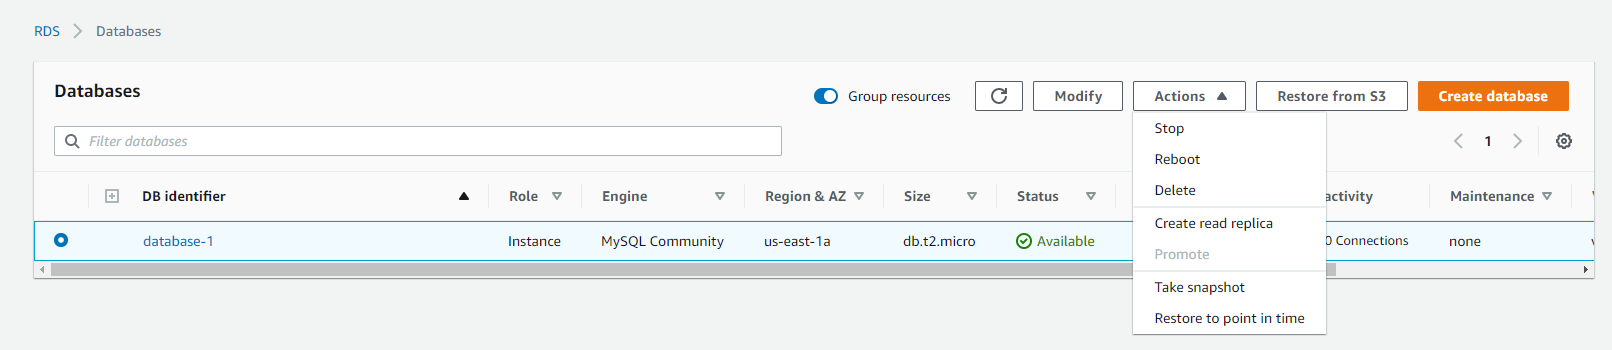 RDS > Databases
Databases
Group resources
Modify
Actions
Restore from S3
Create database
Filter databases
1
Stop
Reboot
Delete
Create read replica
Promote
Take snapshot
Restore to point in time
DB identifier Role Engine Region & AZ Size Status activity Maintenance
database-1 Instance MySQL Community us-east-1a db.t2.micro Available 0 Connections none